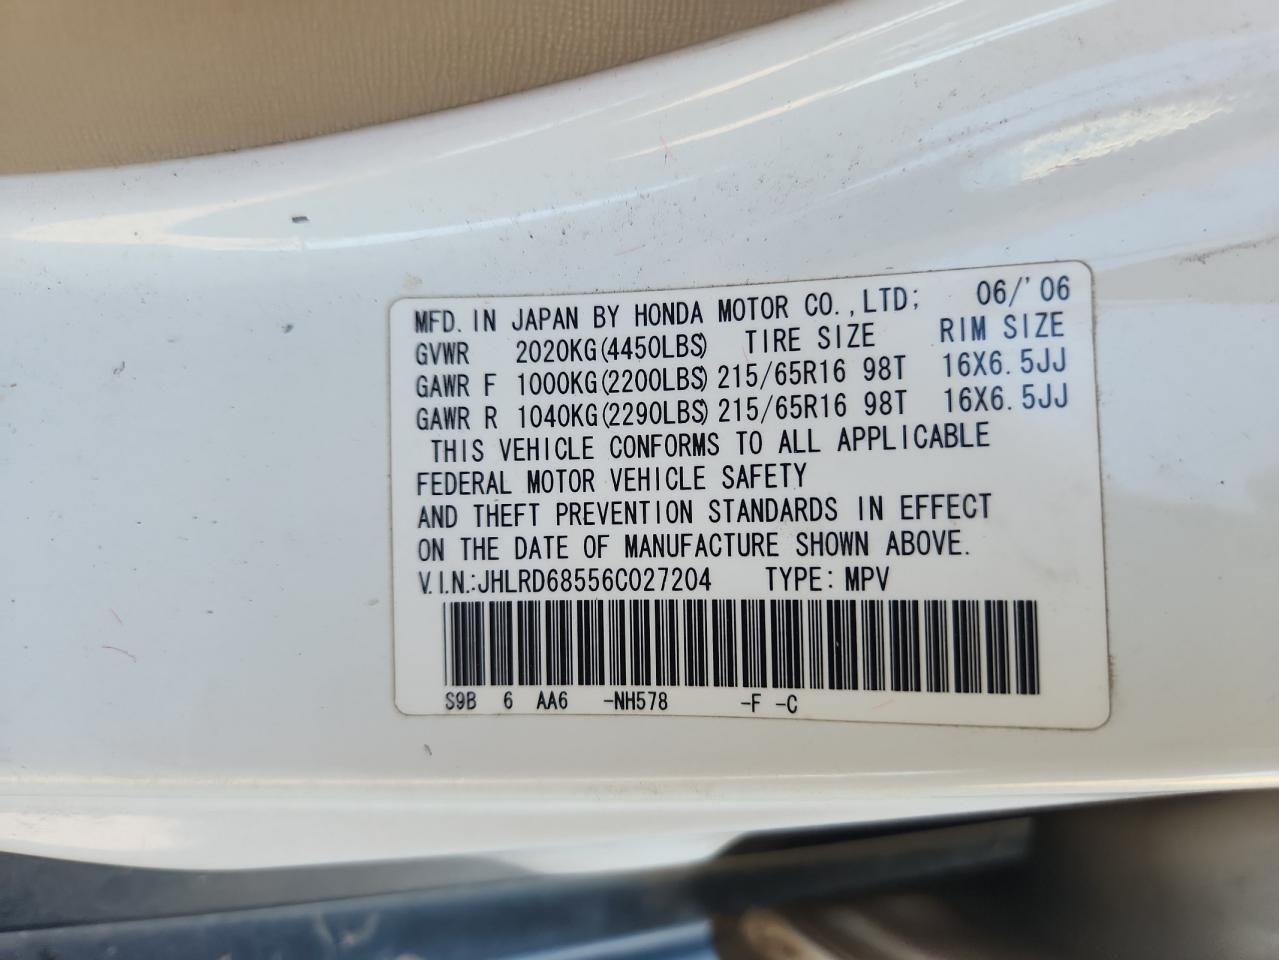 MFD. IN JAPAN BY HONDA MOTOR CO., LTD; 06/'06
GVWR 2020KG(4450LBS) TIRE SIZE RIM SIZE
GAWR F 1000KG(2200LBS) 215/65R16 98T 16X6.5JJ
GAWR R 1040KG(2290LBS) 215/65R16 98T 16X6.5JJ
THIS VEHICLE CONFORMS TO ALL APPLICABLE
FEDERAL MOTOR VEHICLE SAFETY
AND THEFT PREVENTION STANDARDS IN EFFECT
ON THE DATE OF MANUFACTURE SHOWN ABOVE.
V.I.N.:JHLRD68556C027204 TYPE: MPV
S9B 6 AA6 -NH578 -F -C